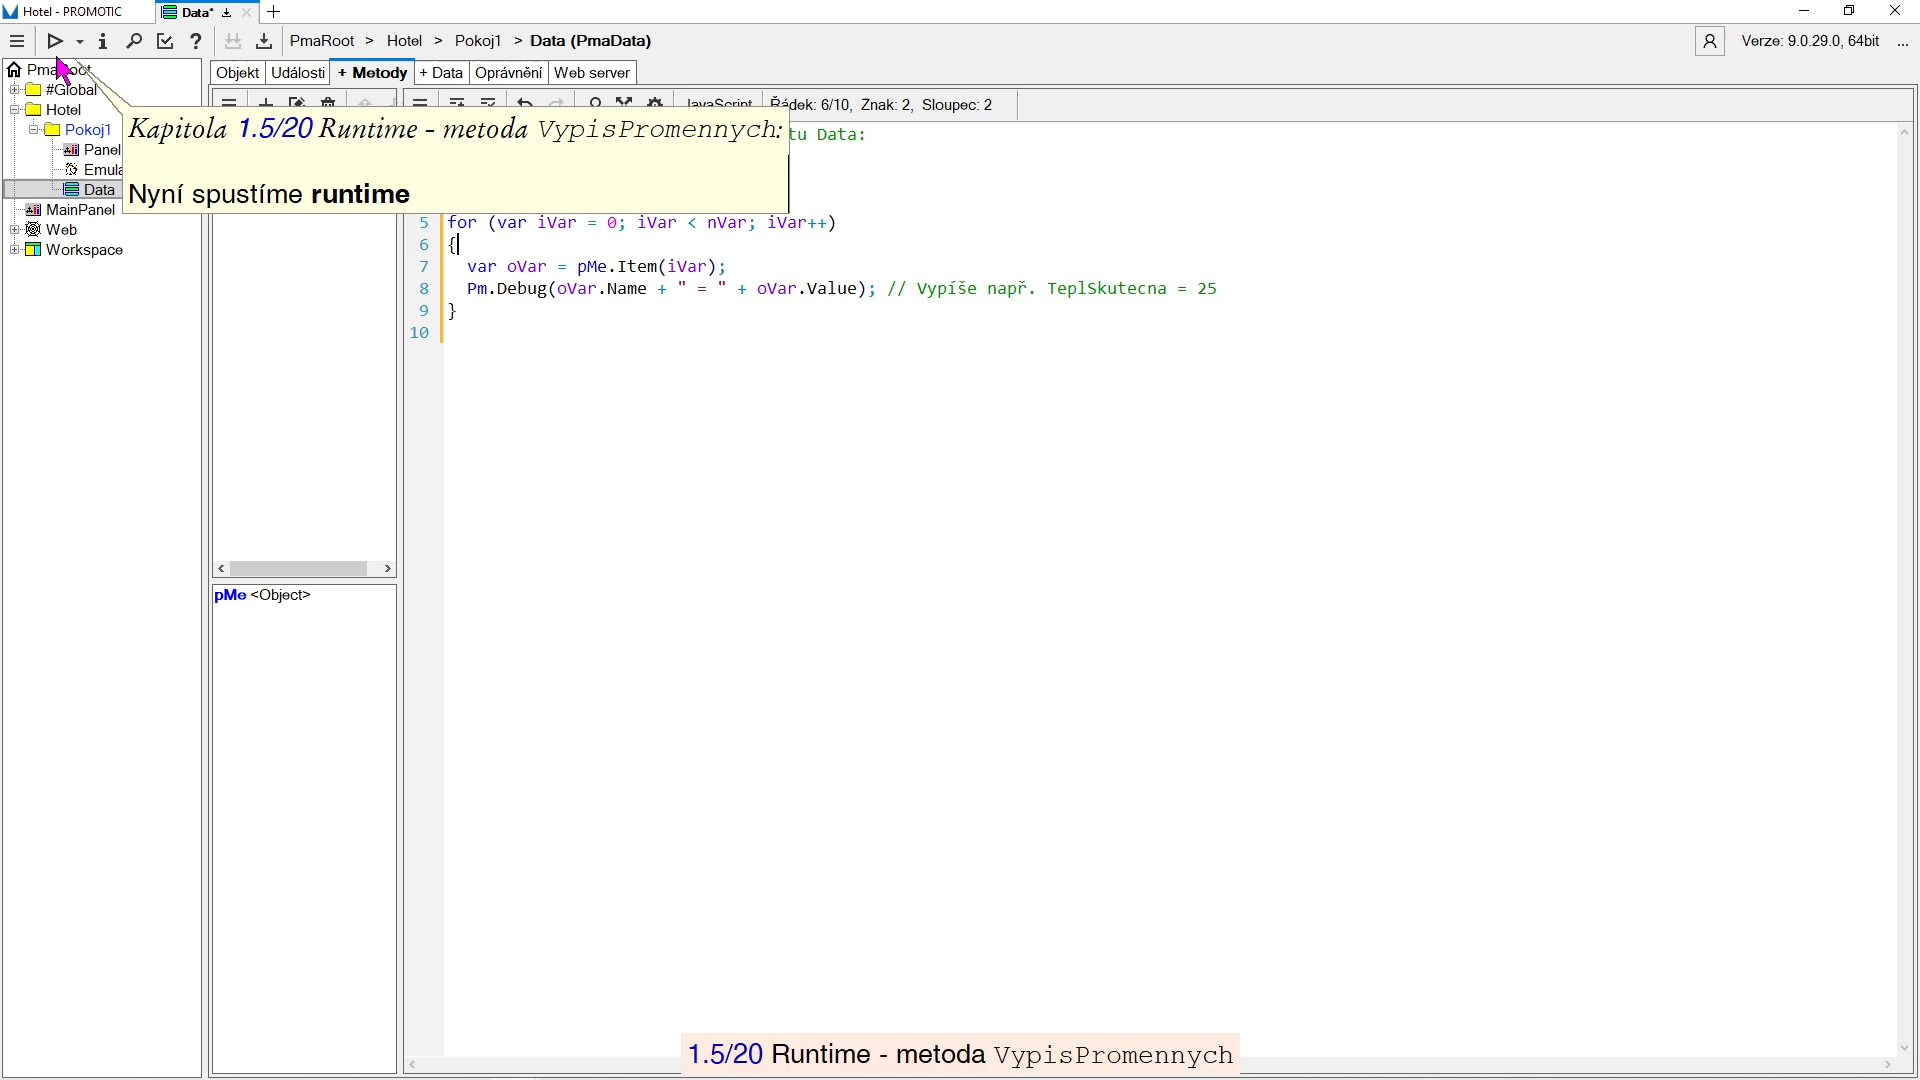 Hotel - PROMOTIC
Data*
PmaRoot > Hotel > Pokoj1 > Data (PmaData)
Verze: 9.0.29.0, 64bit ...
Objekt Události + Metody + Data Oprávnění Web server
#Global
Hotel
Pokoj1
Panel
Data
MainPanel
Web
Workspace
JavaScript Řádek: 6/10, Znak: 2, Sloupec: 2
Kapitola 1.5/20 Runtime - metoda VypisPromennych:
Nyní spustíme runtime
tu Data:
5 for (var iVar = 0; iVar < nVar; iVar++)
6 {
7 var oVar = pMe.Item(iVar);
8 Pm.Debug(oVar.Name + " = " + oVar.Value); // Vypíše např. TeplSkutecna = 25
9 }
10
pMe <Object>
1.5/20 Runtime - metoda VypisPromennych